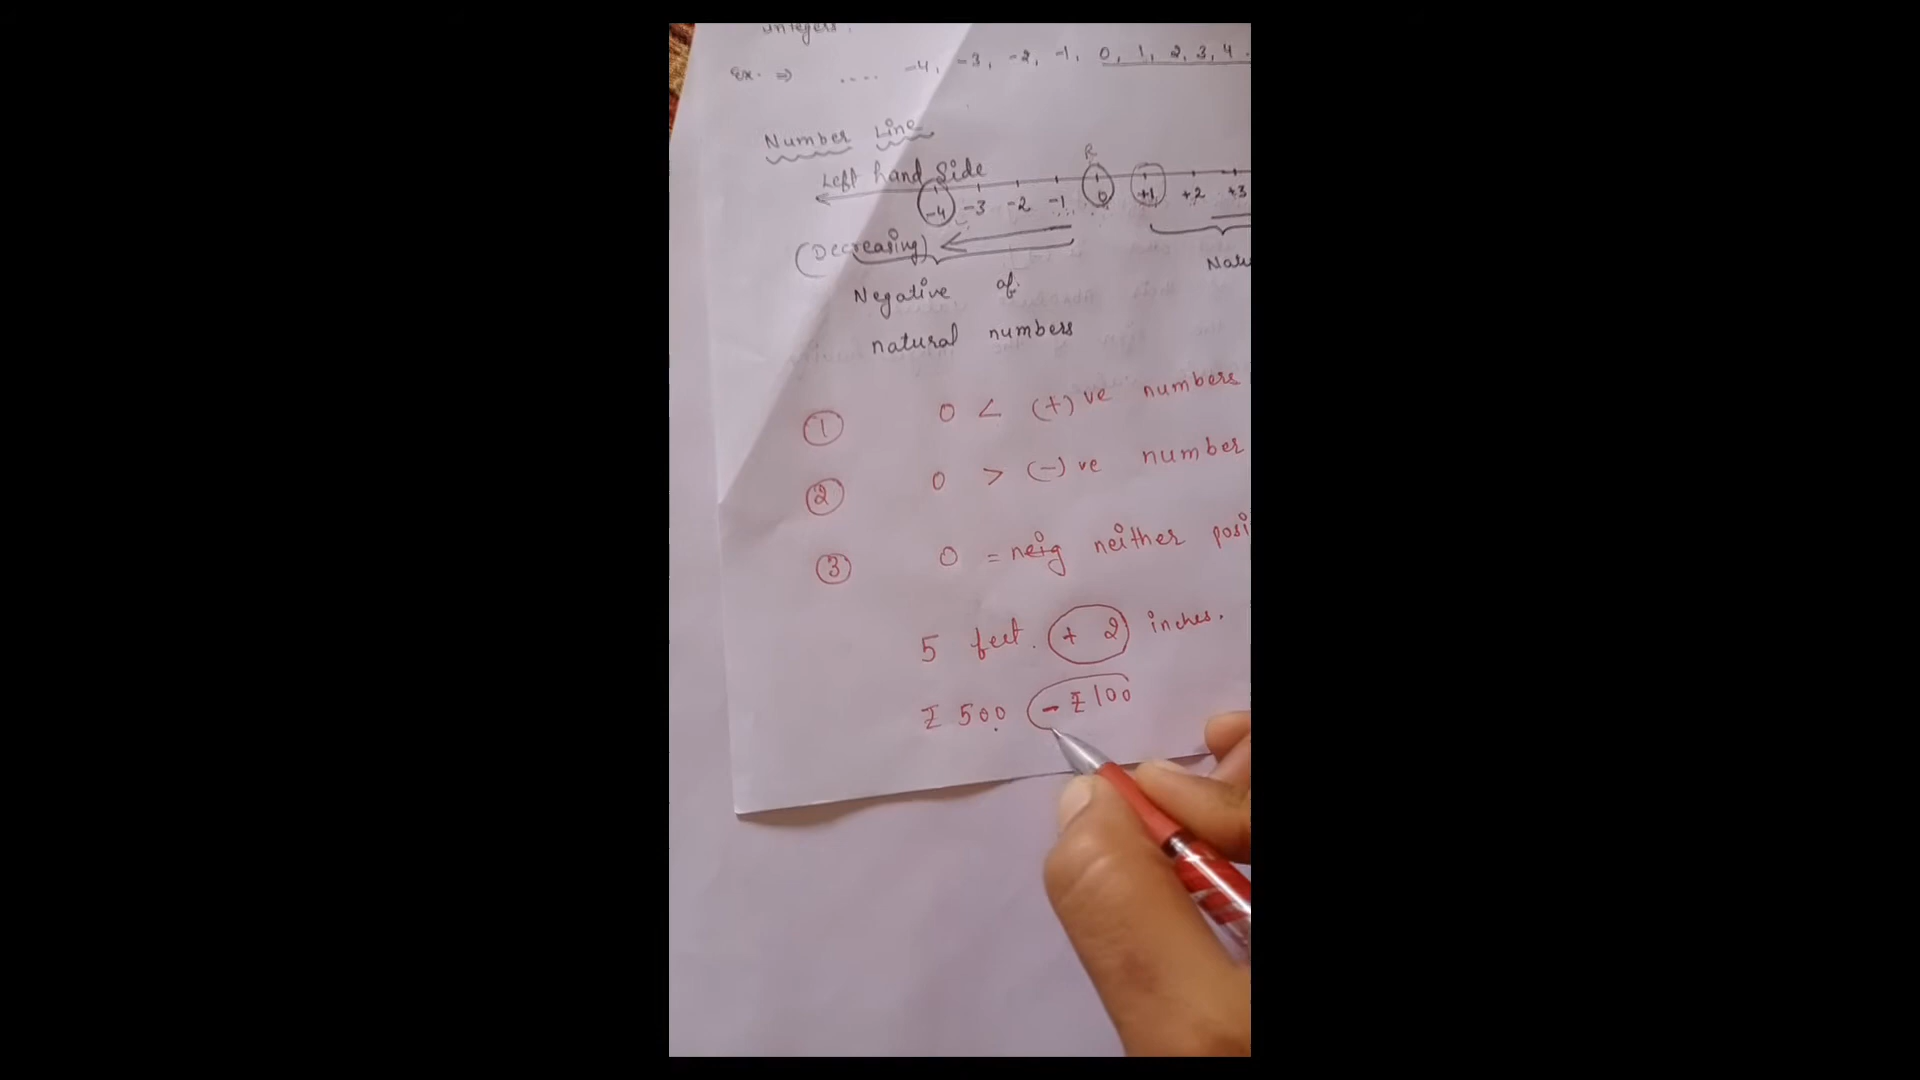 integers.
Ex. ⇒ .... -4, -3, -2, -1, 0, 1, 2, 3, 4 .
Number Line
Left hand Side
R
-4 -3 -2 -1 0 +1 +2 +3
(Decreasing)
Negative of
natural numbers
① 0 < (+)ve numbers
② 0 > (-)ve number
③ 0 = neig neither posi
5 feet. + 2 inches.
₹ 500 - ₹100